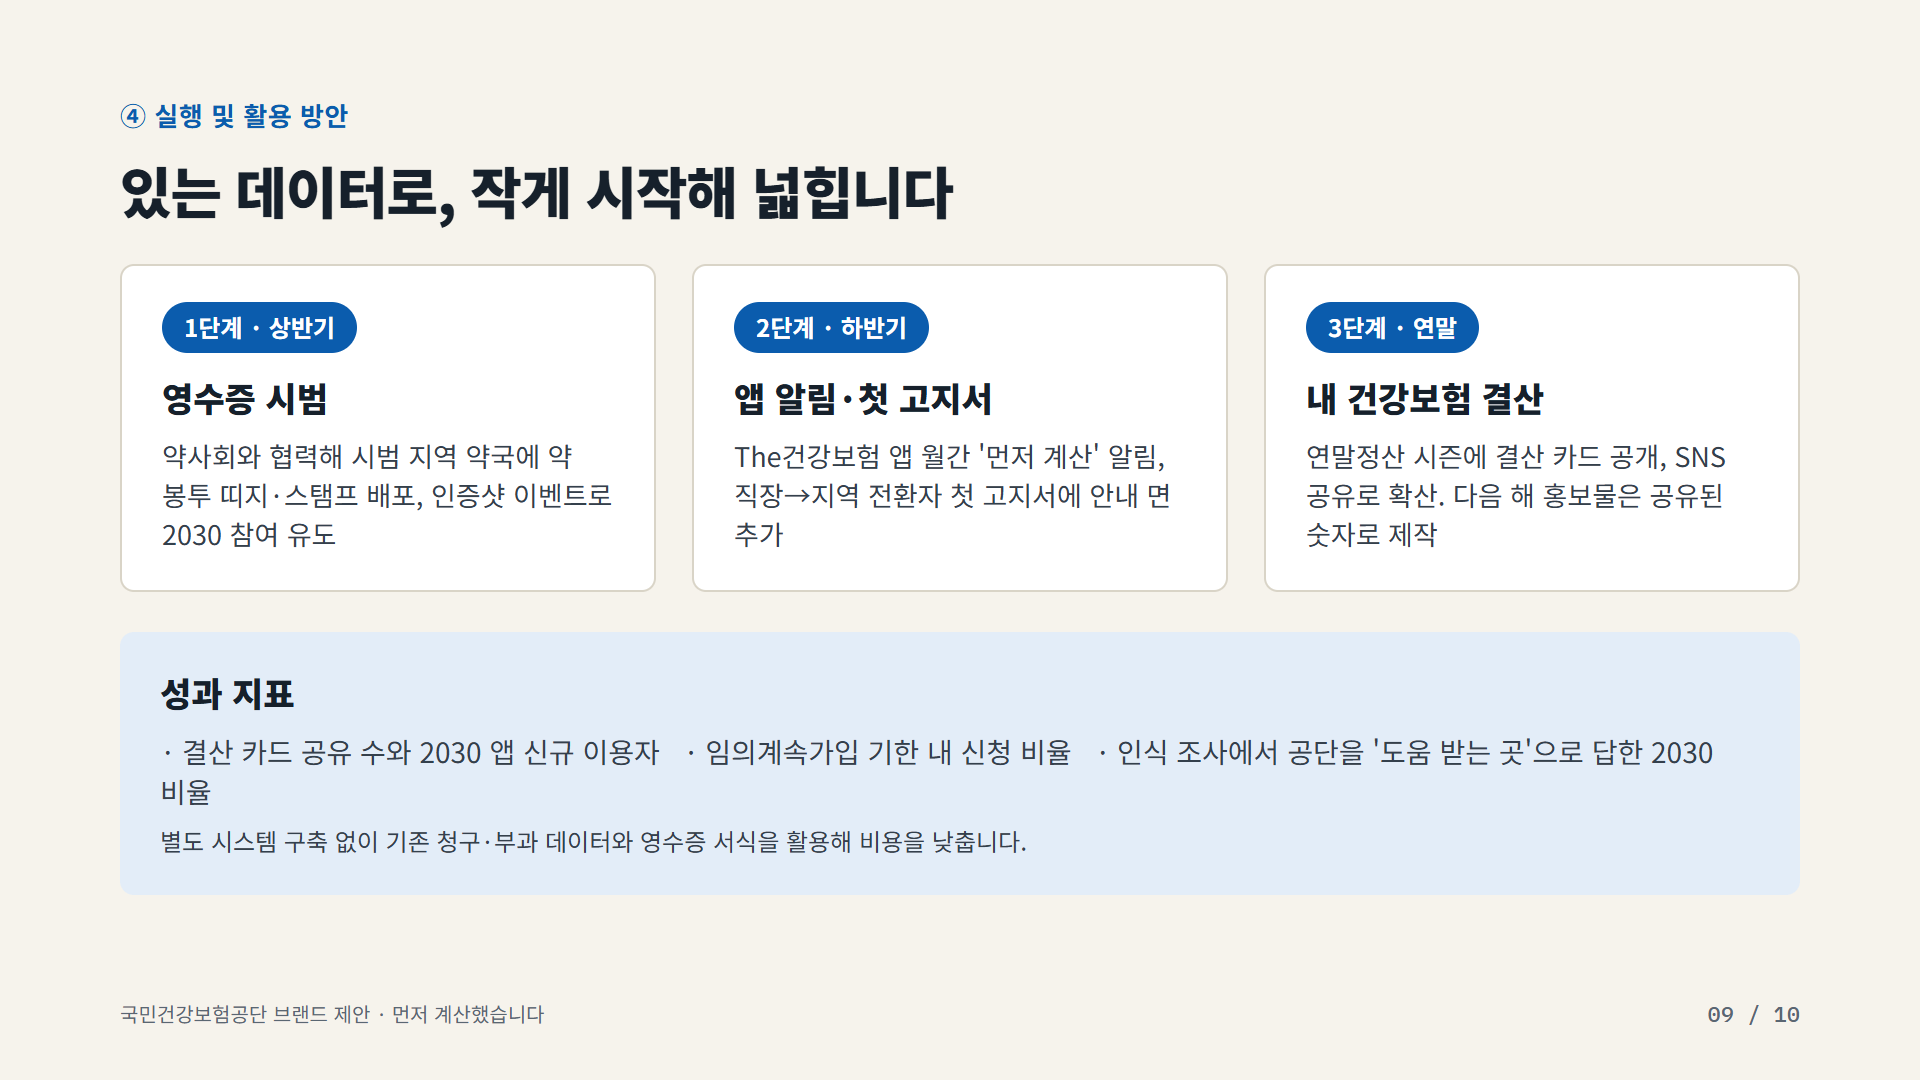 ④ 실행 및 활용 방안
있는 데이터로, 작게 시작해 넓힙니다
1단계 · 상반기
영수증 시범
약사회와 협력해 시범 지역 약국에 약
봉투 띠지·스탬프 배포, 인증샷 이벤트로
2030 참여 유도
2단계 · 하반기
앱 알림·첫 고지서
The건강보험 앱 월간 '먼저 계산' 알림,
직장→지역 전환자 첫 고지서에 안내 면
추가
3단계 · 연말
내 건강보험 결산
연말정산 시즌에 결산 카드 공개, SNS
공유로 확산. 다음 해 홍보물은 공유된
숫자로 제작
성과 지표
· 결산 카드 공유 수와 2030 앱 신규 이용자 · 임의계속가입 기한 내 신청 비율 · 인식 조사에서 공단을 '도움 받는 곳'으로 답한 2030
비율
별도 시스템 구축 없이 기존 청구·부과 데이터와 영수증 서식을 활용해 비용을 낮춥니다.
국민건강보험공단 브랜드 제안 · 먼저 계산했습니다
09 / 10